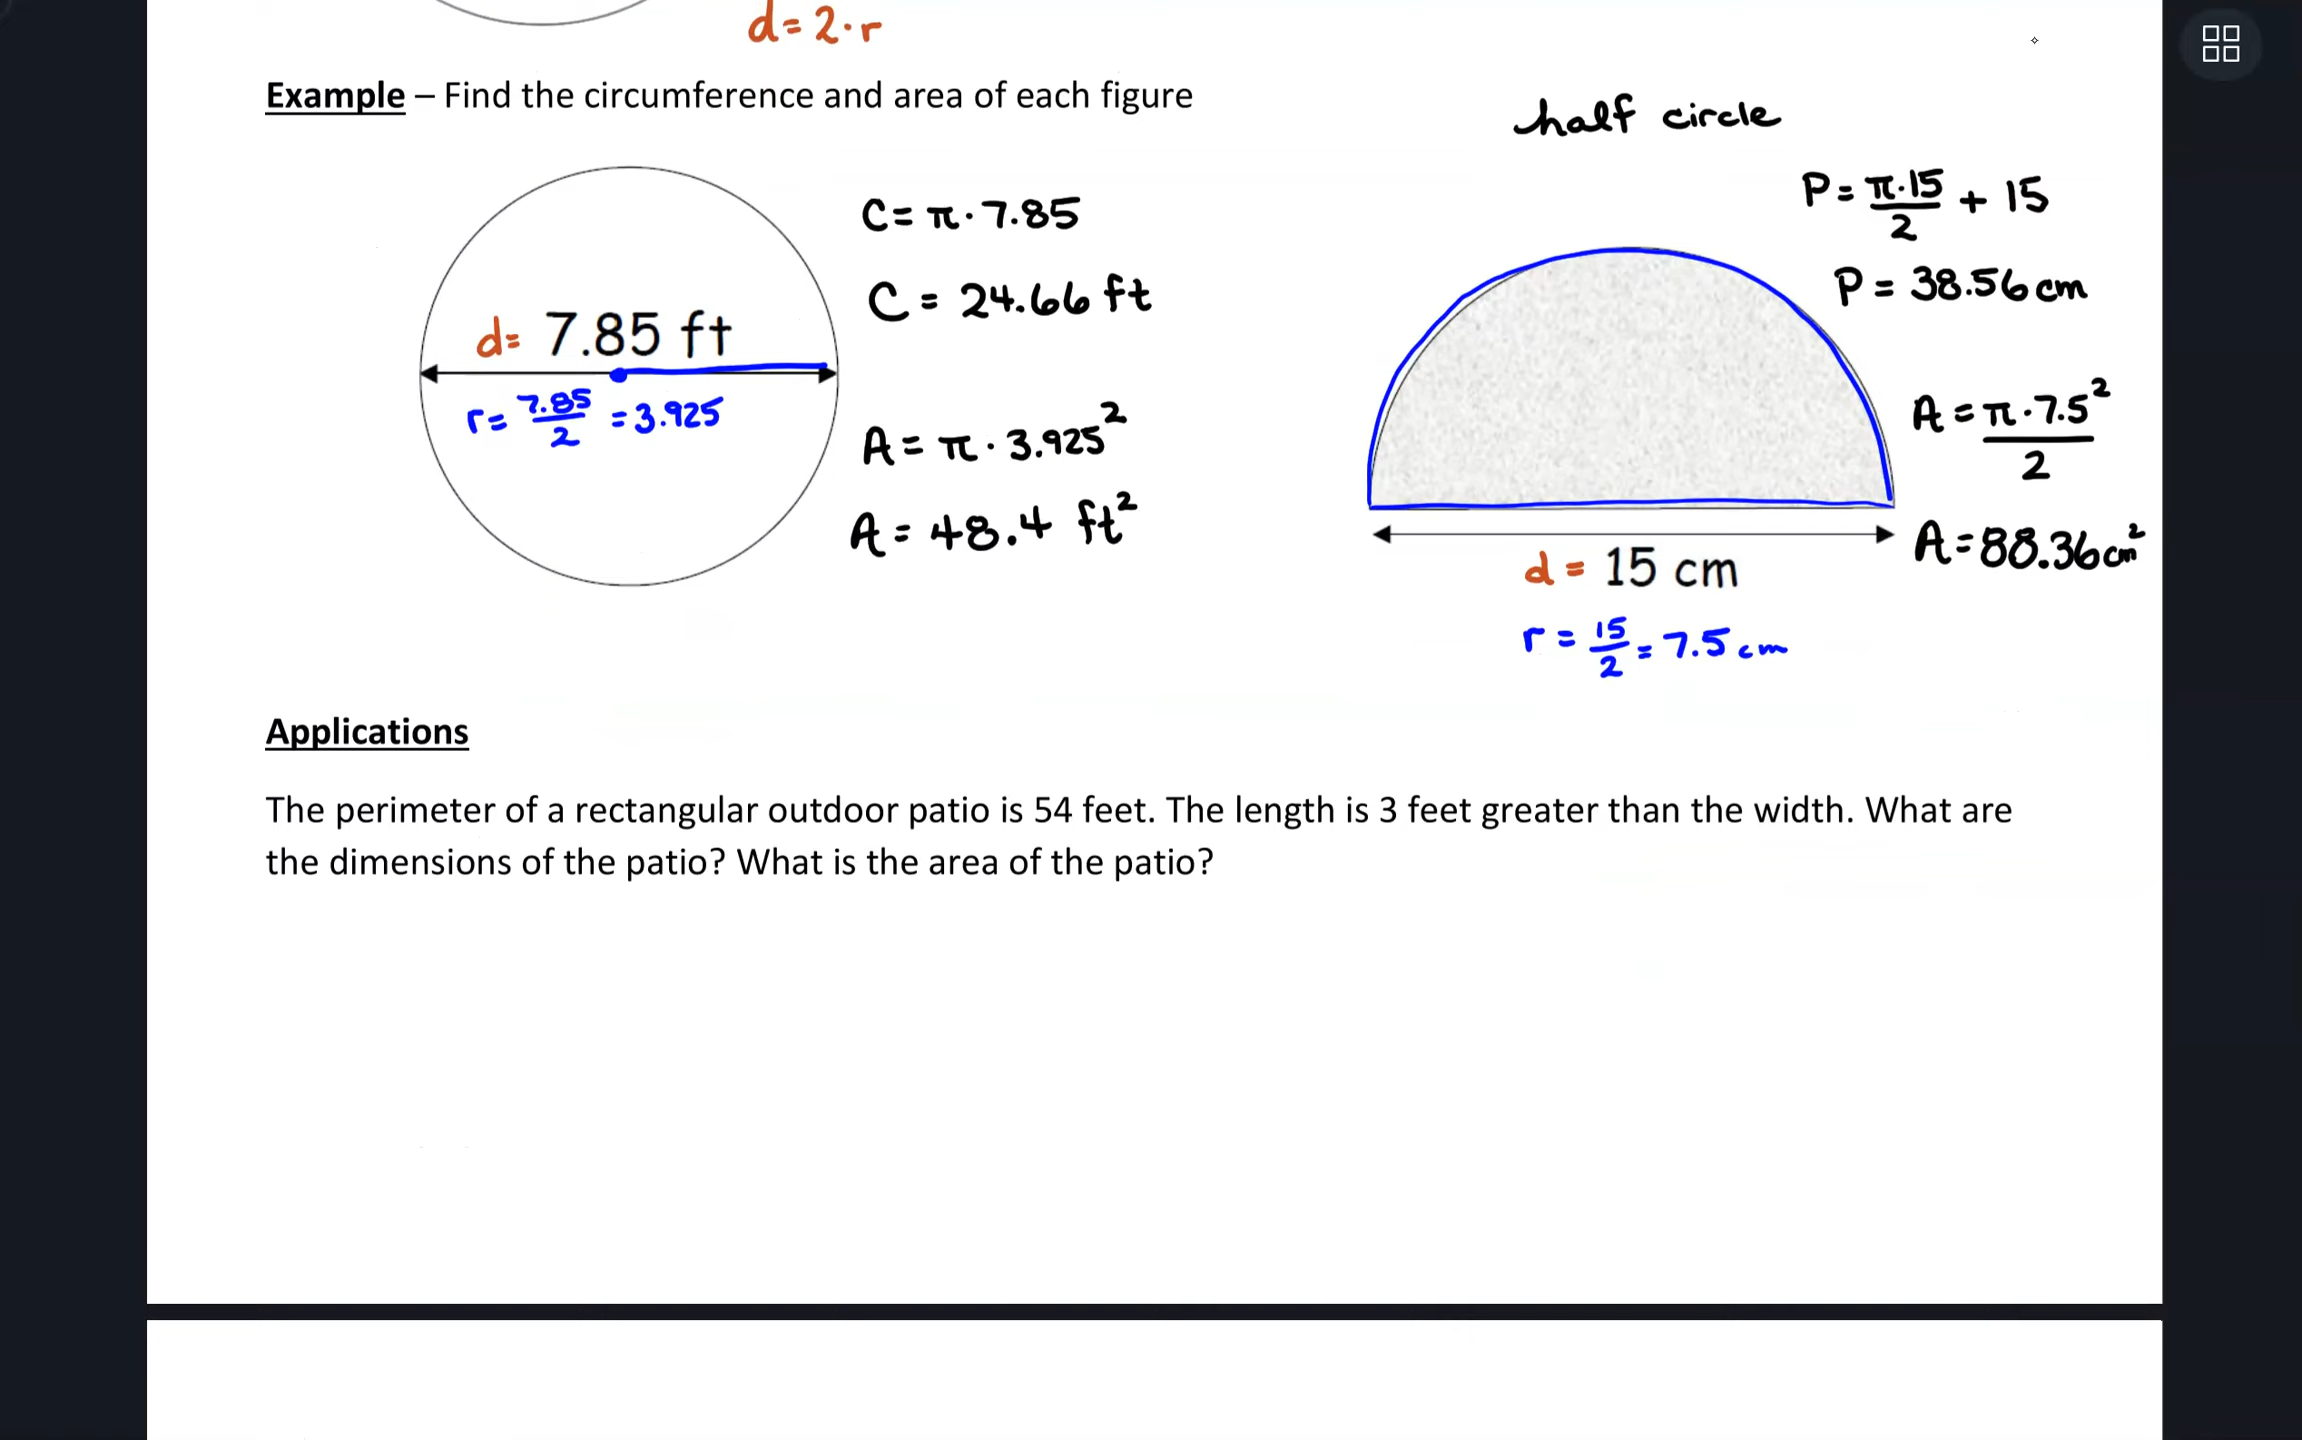 d = 2 · r
Example – Find the circumference and area of each figure
half circle
C = π · 7.85
C = 24.66 ft
d = 7.85 ft
r = 7.85/2 = 3.925
A = π · 3.925²
A = 48.4 ft²
P = π·15/2 + 15
P = 38.56 cm
A = π·7.5²/2
A = 88.36 cm²
d = 15 cm
r = 15/2 = 7.5 cm
Applications
The perimeter of a rectangular outdoor patio is 54 feet. The length is 3 feet greater than the width. What are
the dimensions of the patio? What is the area of the patio?